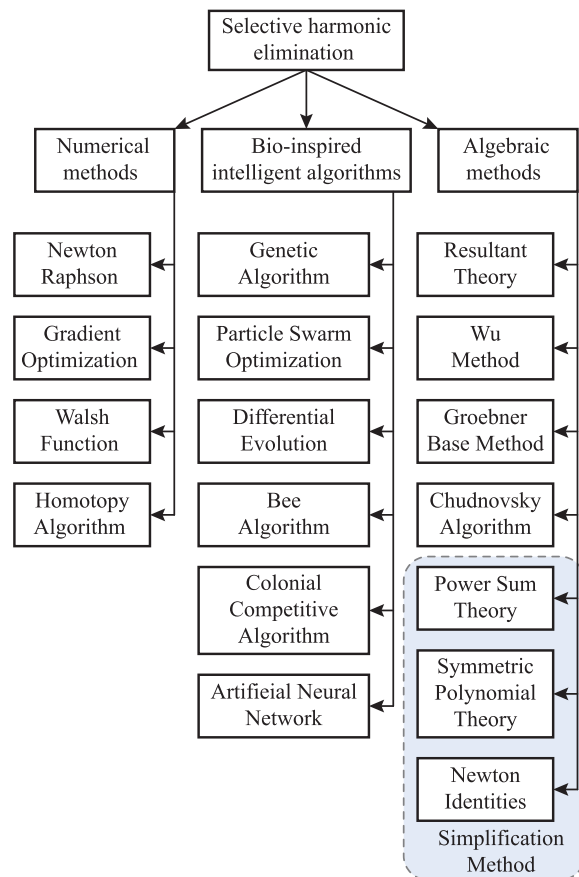 Selective harmonic
elimination
Numerical
methods
Bio-inspired
intelligent algorithms
Algebraic
methods
Newton
Raphson
Gradient
Optimization
Walsh
Function
Homotopy
Algorithm
Genetic
Algorithm
Particle Swarm
Optimization
Differential
Evolution
Bee
Algorithm
Colonial
Competitive
Algorithm
Artifieial Neural
Network
Resultant
Theory
Wu
Method
Groebner
Base Method
Chudnovsky
Algorithm
Power Sum
Theory
Symmetric
Polynomial
Theory
Newton
Identities
Simplification
Method